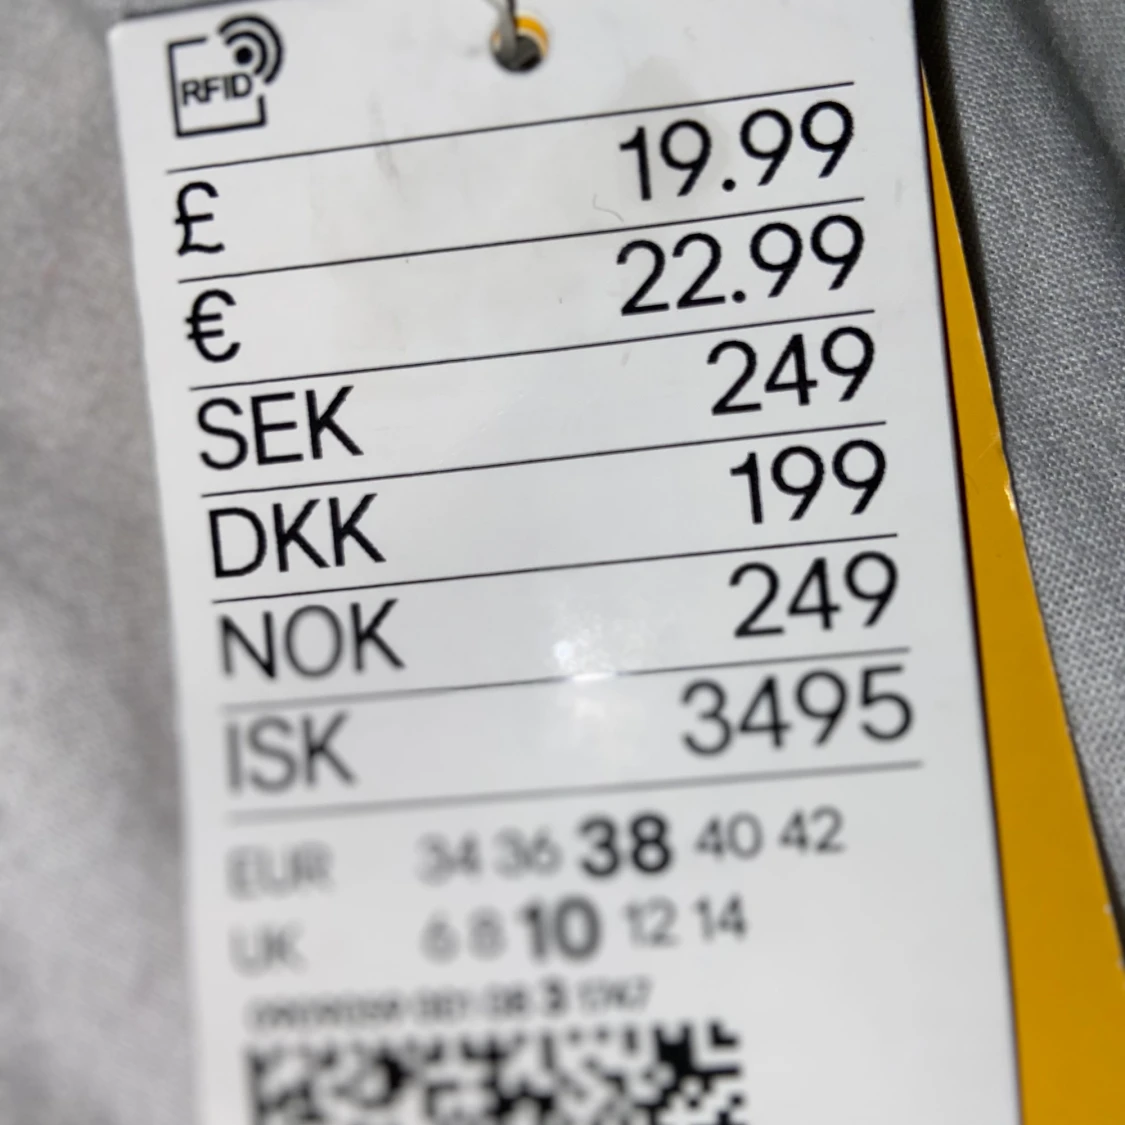 RFID
£ 19.99
€ 22.99
SEK 249
DKK 199
NOK 249
ISK 3495
EUR 34 36 38 40 42
UK 6 8 10 12 14
3